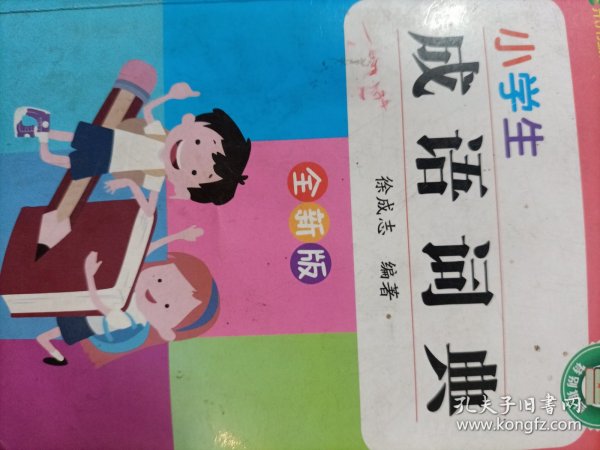 小学生
成语词典
全新版
徐成志 编著
孔夫子旧书网
www.kongfz.com